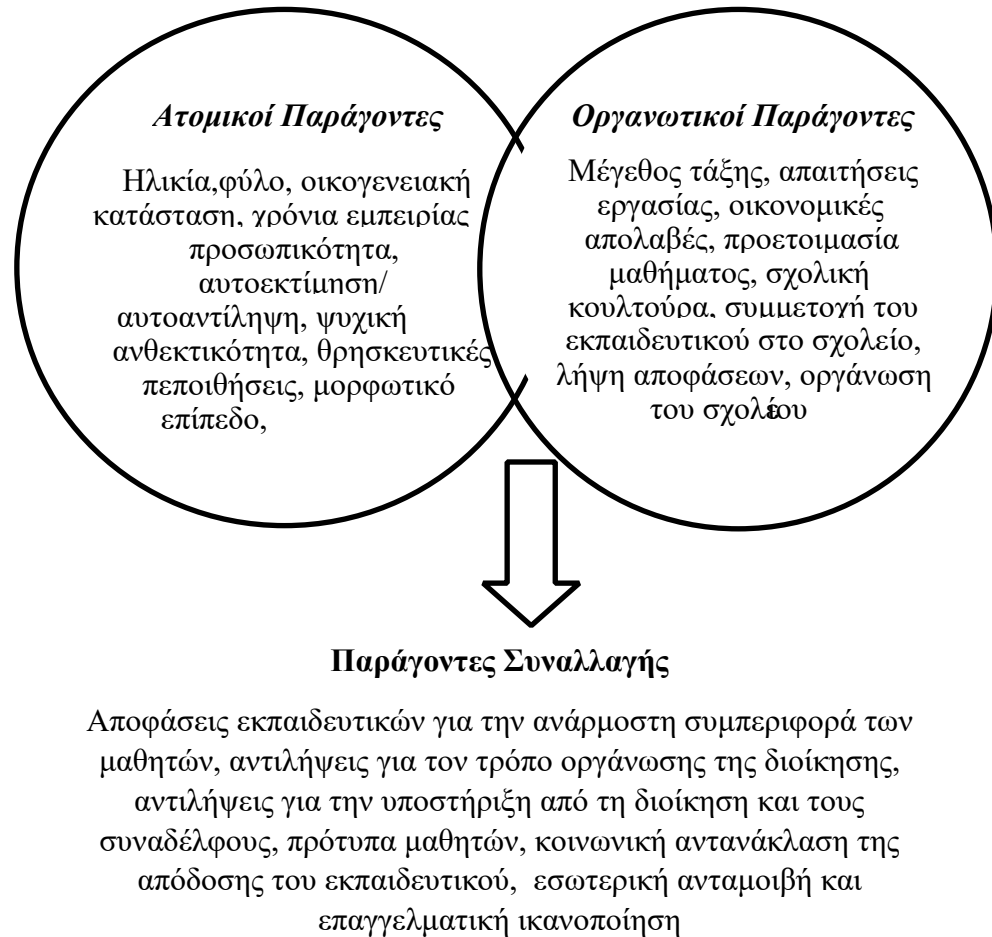 Ατομικοί Παράγοντες
Ηλικία,φύλο, οικογενειακή
κατάσταση, χρόνια εμπειρίας
προσωπικότητα,
αυτοεκτίμηση/
αυτοαντίληψη, ψυχική
ανθεκτικότητα, θρησκευτικές
πεποιθήσεις, μορφωτικό
επίπεδο,
Οργανωτικοί Παράγοντες
Μέγεθος τάξης, απαιτήσεις
εργασίας, οικονομικές
απολαβές, προετοιμασία
μαθήματος, σχολική
κουλτούρα, συμμετοχή του
εκπαιδευτικού στο σχολείο,
λήψη αποφάσεων, οργάνωση
του σχολείου
Παράγοντες Συναλλαγής
Αποφάσεις εκπαιδευτικών για την ανάρμοστη συμπεριφορά των
μαθητών, αντιλήψεις για τον τρόπο οργάνωσης της διοίκησης,
αντιλήψεις για την υποστήριξη από τη διοίκηση και τους
συναδέλφους, πρότυπα μαθητών, κοινωνική αντανάκλαση της
απόδοσης του εκπαιδευτικού, εσωτερική ανταμοιβή και
επαγγελματική ικανοποίηση